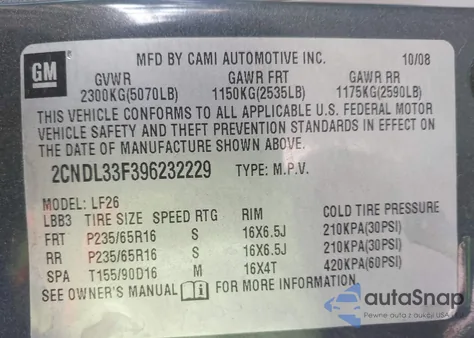 GM
MFD BY CAMI AUTOMOTIVE INC. 10/08
GVWR GAWR FRT GAWR RR
2300KG(5070LB) 1150KG(2535LB) 1175KG(2590LB)
THIS VEHICLE CONFORMS TO ALL APPLICABLE U.S. FEDERAL MOTOR
VEHICLE SAFETY AND THEFT PREVENTION STANDARDS IN EFFECT ON
THE DATE OF MANUFACTURE SHOWN ABOVE.
2CNDL33F396232229 TYPE: M.P.V.
MODEL: LF26
LBB3 TIRE SIZE SPEED RTG RIM COLD TIRE PRESSURE
FRT P235/65R16 S 16X6.5J 210KPA(30PSI)
RR P235/65R16 S 16X6.5J 210KPA(30PSI)
SPA T155/90D16 M 16X4T 420KPA(60PSI)
SEE OWNER'S MANUAL FOR MORE INFORMATION
autoSnap
Pewne auta z aukcji USA